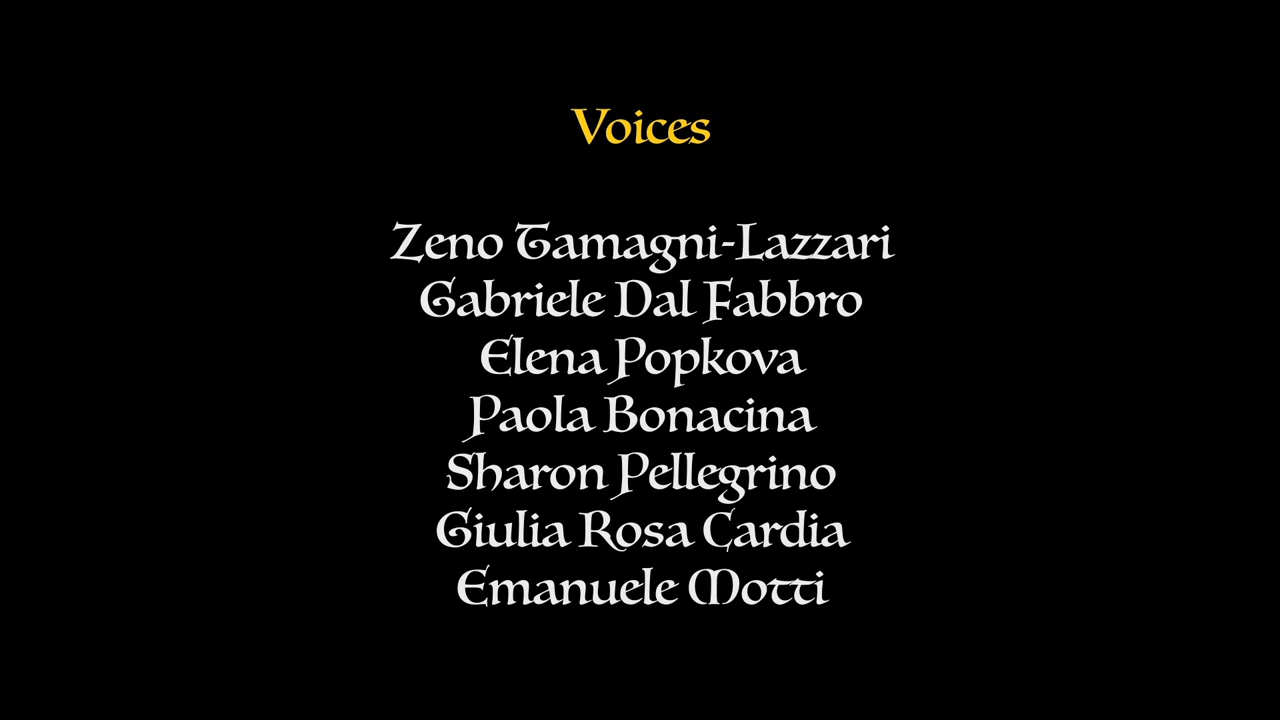 Voices
Zeno Tamagni-Lazzari
Gabriele Dal Fabbro
Elena Popkova
Paola Bonacina
Sharon Pellegrino
Giulia Rosa Cardia
Emanuele Motti